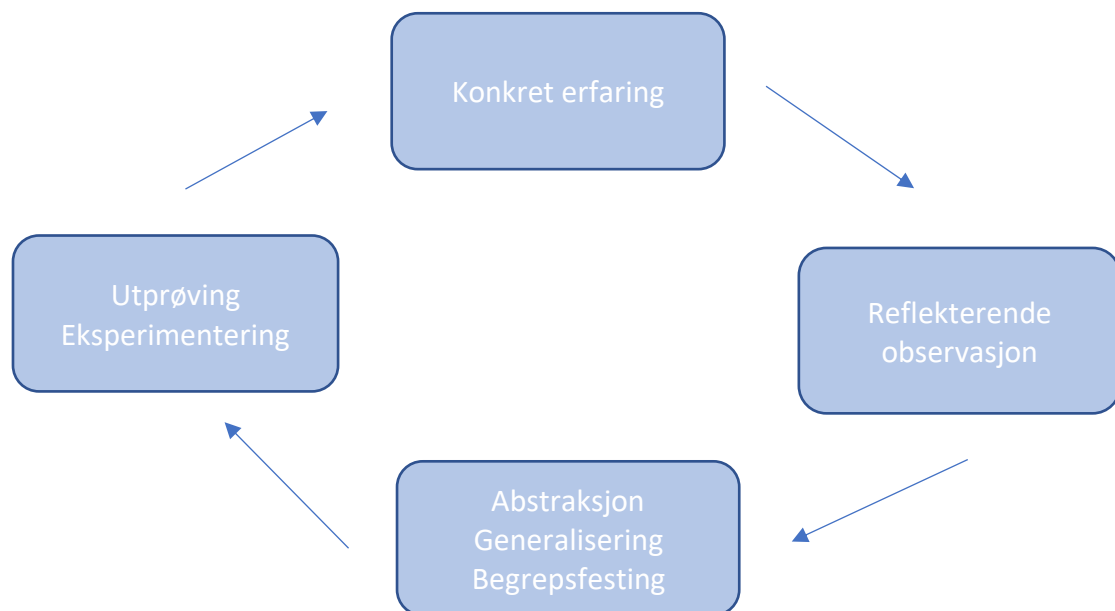 Konkret erfaring
Reflekterende
observasjon
Abstraksjon
Generalisering
Begrepsfesting
Utprøving
Eksperimentering